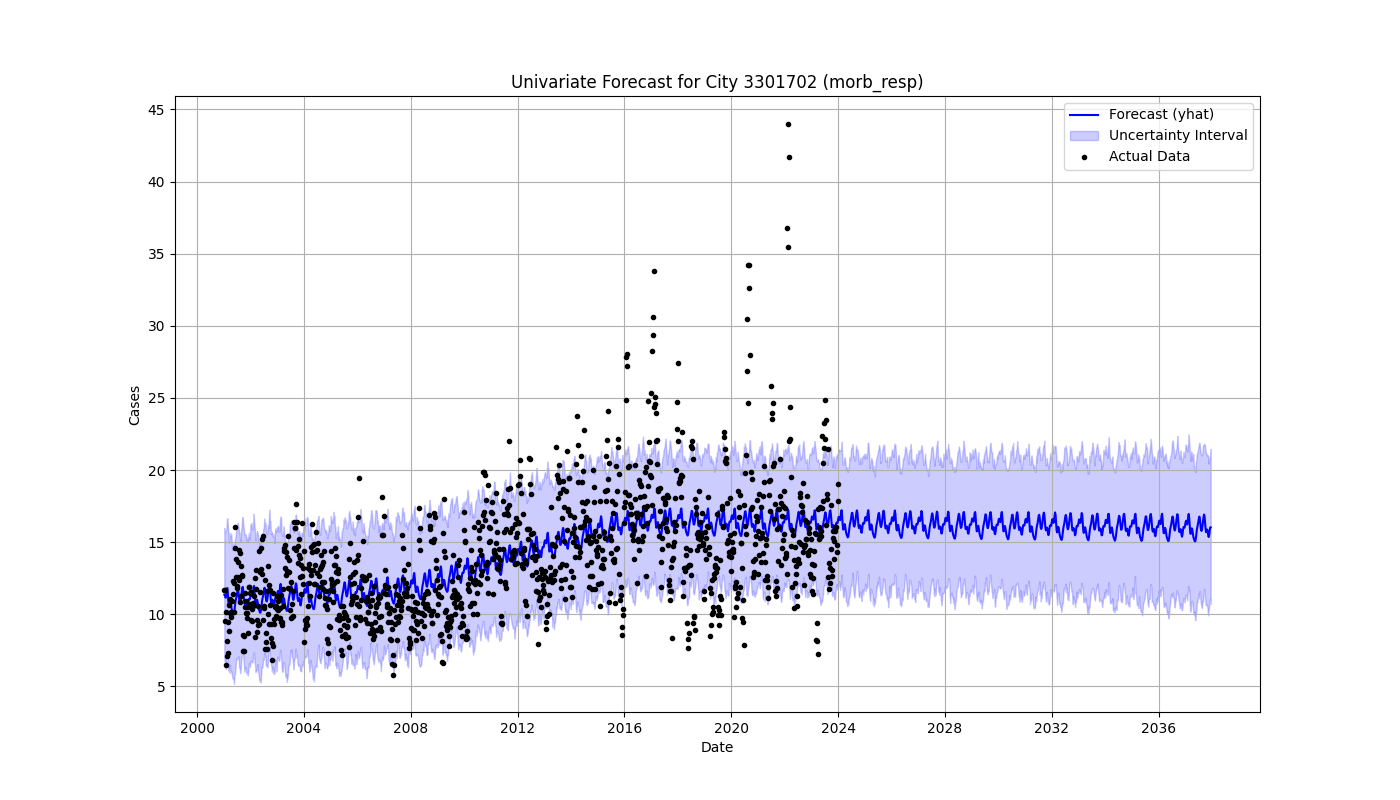 Univariate Forecast for City 3301702 (morb_resp)
Forecast (yhat)
Uncertainty Interval
Actual Data
Cases
45
40
35
30
25
20
15
10
5
2000 2004 2008 2012 2016 2020 2024 2028 2032 2036
Date